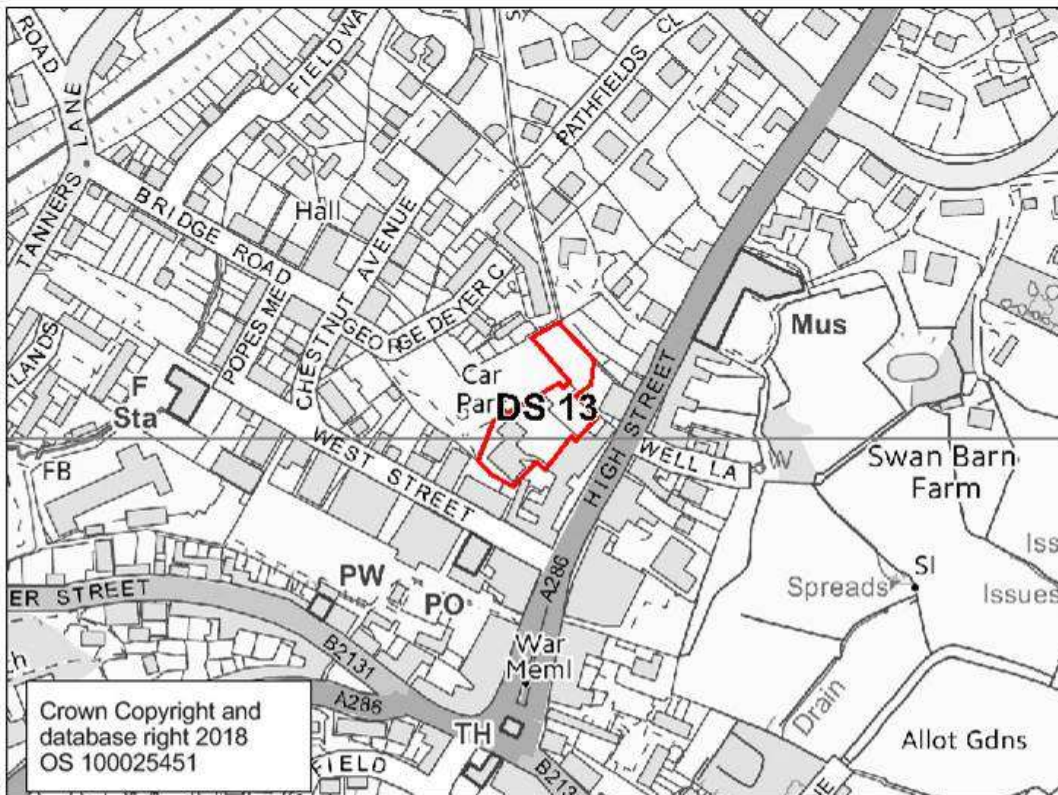 ROAD
TANNERS LANE
FIELDWA
PATHFIELDS CL
BRIDGE ROAD
Hall
CHESTNUT AVENUE
POPES MED
GEORGE DEYER C
Car
Par
DS 13
HIGH STREET
Mus
LANDS
F
Sta
FB
WEST STREET
WELL LA
W
Swan Barn
Farm
Iss
SI
Spreads
Issues
ER STREET
PW
PO
A286
War
Meml
B2131
A286
TH
B213
Drain
Allot Gdns
FIELD
Crown Copyright and
database right 2018
OS 100025451